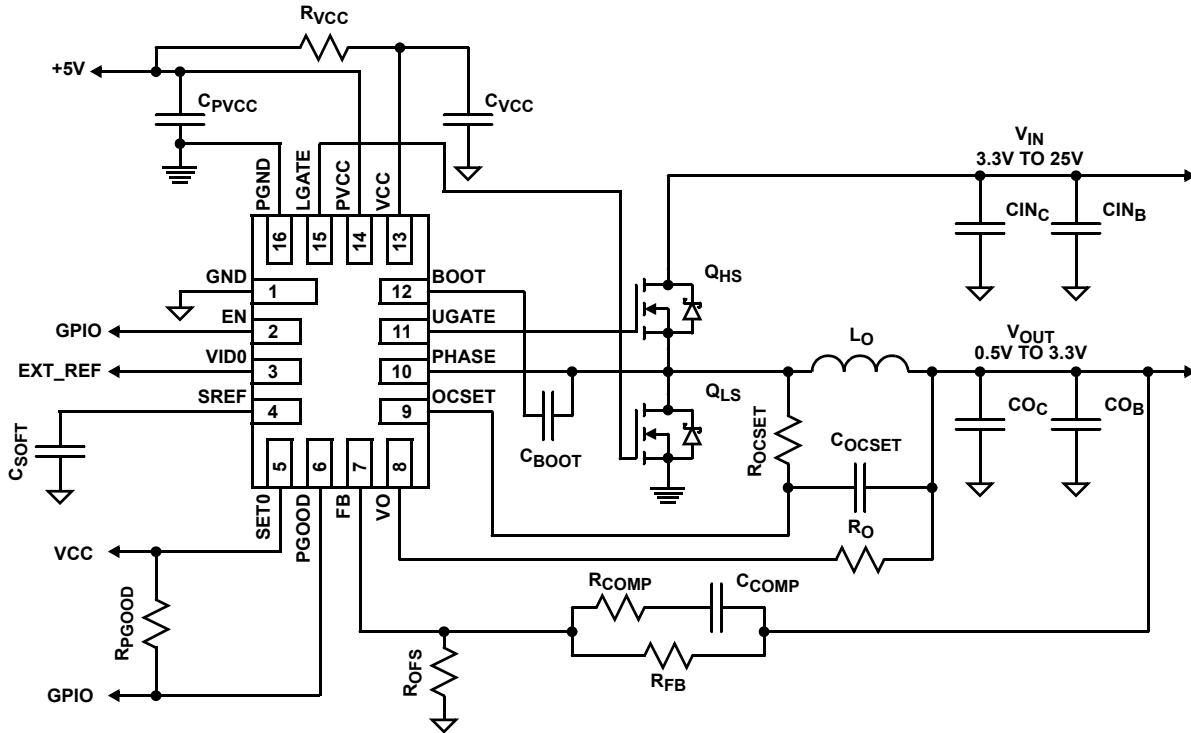 RVCC
+5V
CPVCC
CVCC
VIN
3.3V TO 25V
PGND
LGATE
PVCC
VCC
16
15
14
13
CINC
CINB
GND
1
12
BOOT
QHS
GPIO
EN
2
11
UGATE
EXT_REF
VID0
3
10
PHASE
LO
VOUT
0.5V TO 3.3V
SREF
4
9
OCSET
QLS
CSOFT
CBOOT
ROCSET
COCSET
COC
COB
5
6
7
8
SET0
PGOOD
FB
VO
RO
VCC
RPGOOD
GPIO
RCOMP
CCOMP
ROFS
RFB